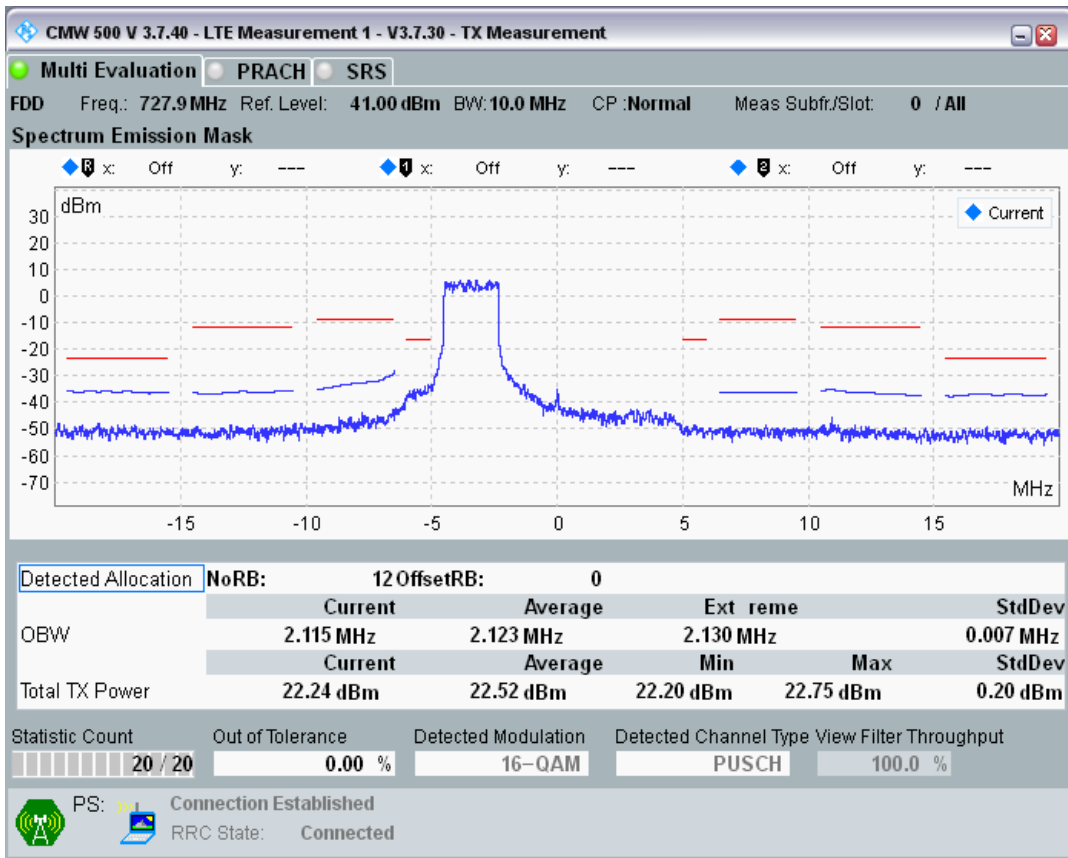 CMW 500 V 3.7.40 - LTE Measurement 1 - V3.7.30 - TX Measurement
Multi Evaluation PRACH SRS
FDD Freq.: 727.9 MHz Ref. Level: 41.00 dBm BW: 10.0 MHz CP :Normal Meas Subfr./Slot: 0 / All
Spectrum Emission Mask
R x: Off y: --- 1 x: Off y: --- 2 x: Off y: ---
dBm
Current
30
20
10
0
-10
-20
-30
-40
-50
-60
-70
MHz
-15 -10 -5 0 5 10 15
Detected Allocation NoRB: 12 OffsetRB: 0
Current Average Ext reme StdDev
OBW 2.115 MHz 2.123 MHz 2.130 MHz 0.007 MHz
Current Average Min Max StdDev
Total TX Power 22.24 dBm 22.52 dBm 22.20 dBm 22.75 dBm 0.20 dBm
Statistic Count Out of Tolerance Detected Modulation Detected Channel Type View Filter Throughput
20 / 20 0.00 % 16-QAM PUSCH 100.0 %
PS: Connection Established
RRC State: Connected